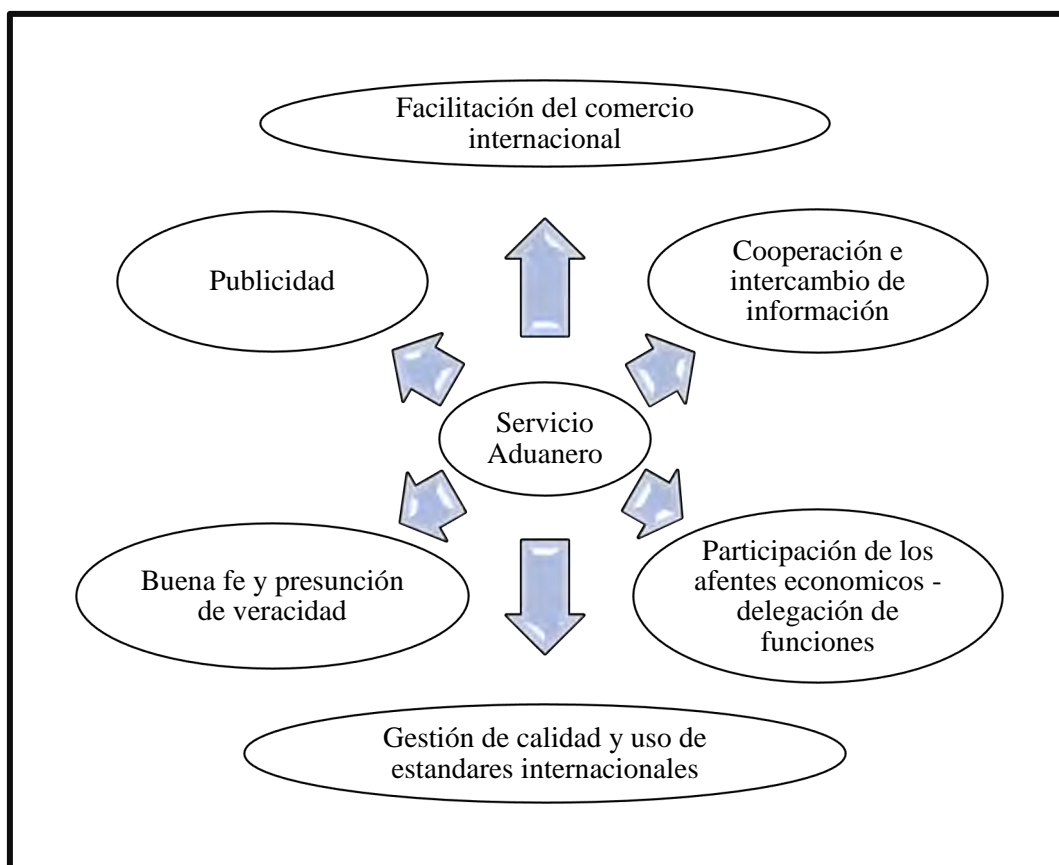 Facilitación del comercio
internacional
Publicidad
Cooperación e
intercambio de
información
Servicio
Aduanero
Buena fe y presunción
de veracidad
Participación de los
afentes economicos -
delegación de
funciones
Gestión de calidad y uso de
estandares internacionales